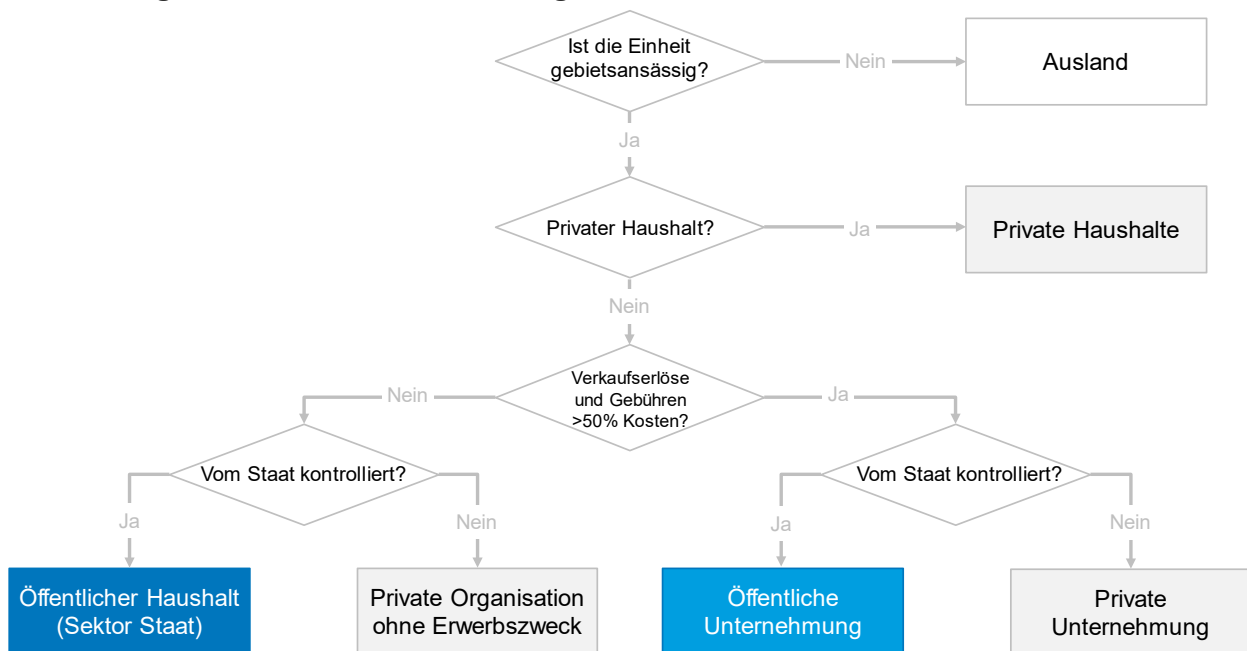 Ist die Einheit
gebietsansässig?
Nein
Ausland
Ja
Privater Haushalt?
Ja
Private Haushalte
Nein
Verkaufserlöse
und Gebühren
>50% Kosten?
Nein
Ja
Vom Staat kontrolliert?
Vom Staat kontrolliert?
Ja
Nein
Ja
Nein
Öffentlicher Haushalt
(Sektor Staat)
Private Organisation
ohne Erwerbszweck
Öffentliche
Unternehmung
Private
Unternehmung